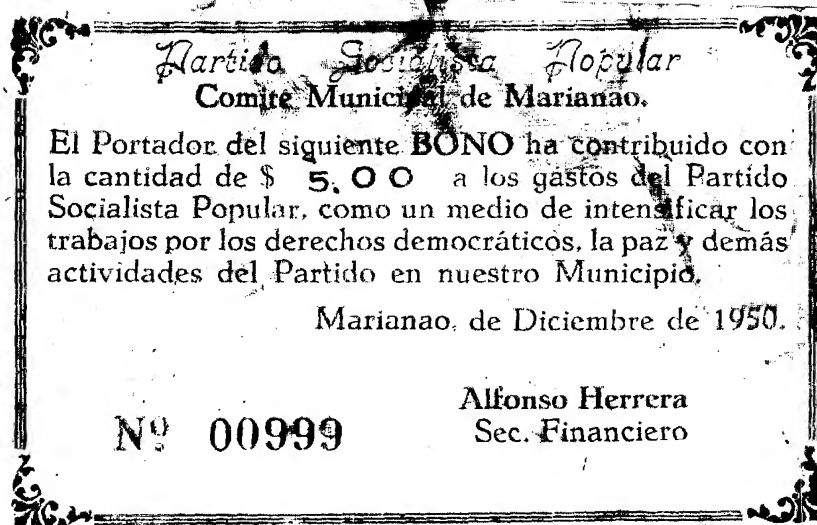 Partido Socialista Popular
Comite Municipal de Marianao.
El Portador del siguiente BONO ha contribuido con
la cantidad de $ 5.00 a los gastos del Partido
Socialista Popular, como un medio de intensificar los
trabajos por los derechos democráticos, la paz y demás
actividades del Partido en nuestro Municipio.
Marianao, de Diciembre de 1950.
Alfonso Herrera
Nº 00999 Sec. Financiero